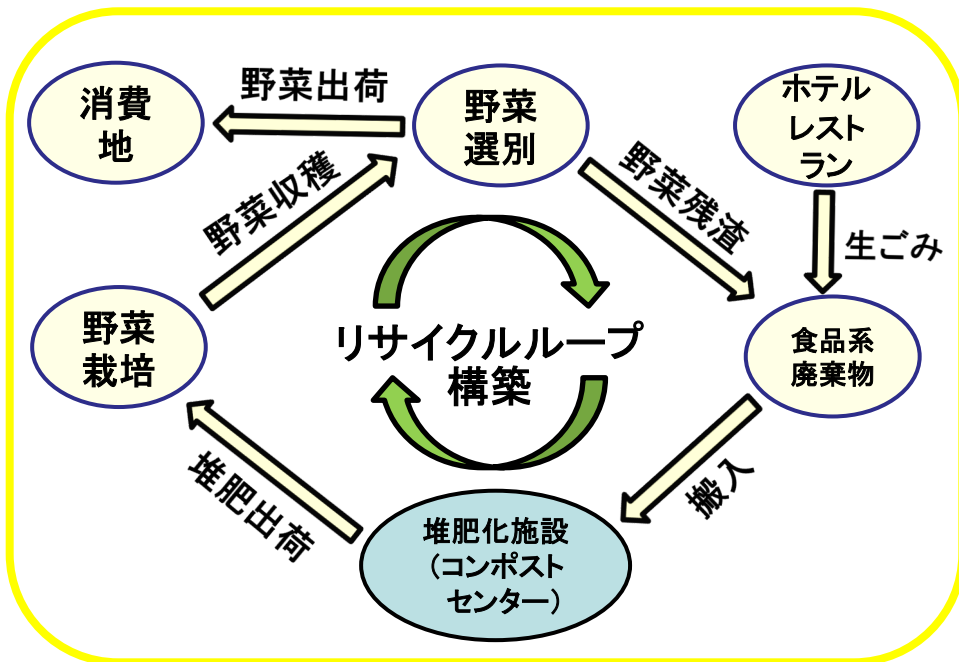 消費
地
野菜出荷
野菜
選別
ホテル
レスト
ラン
野菜収穫
野菜残渣
生ごみ
野菜
栽培
リサイクルループ
構築
食品系
廃棄物
堆肥出荷
搬入
堆肥化施設
(コンポスト
センター)